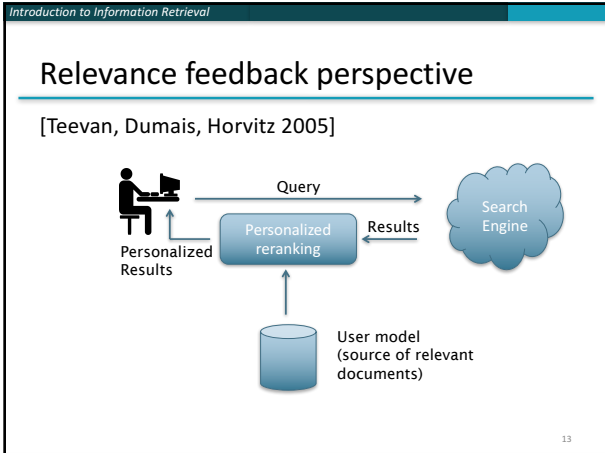 Introduction to Information Retrieval
Relevance feedback perspective
[Teevan, Dumais, Horvitz 2005]
Query
Search
Engine
Personalized
reranking
Results
Personalized
Results
User model
(source of relevant
documents)
13